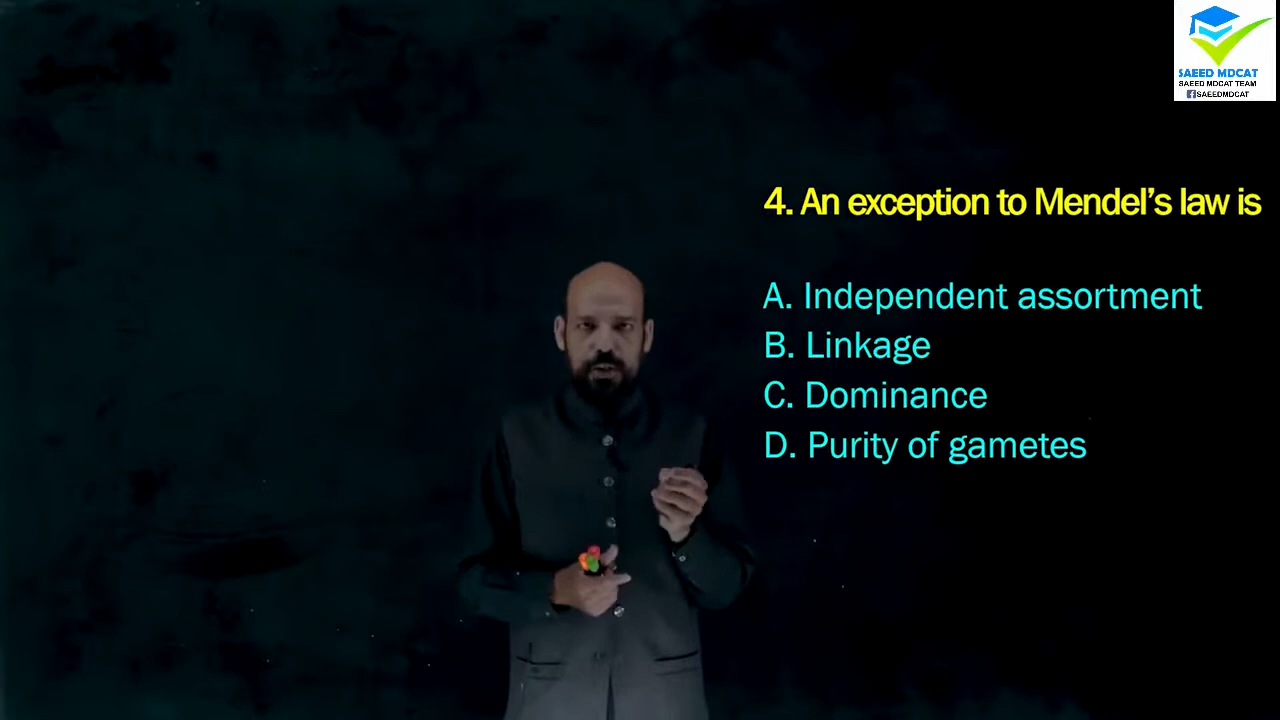 SAEED MDCAT
SAEED MDCAT TEAM
SAEEDMDCAT
4. An exception to Mendel's law is
A. Independent assortment
B. Linkage
C. Dominance
D. Purity of gametes